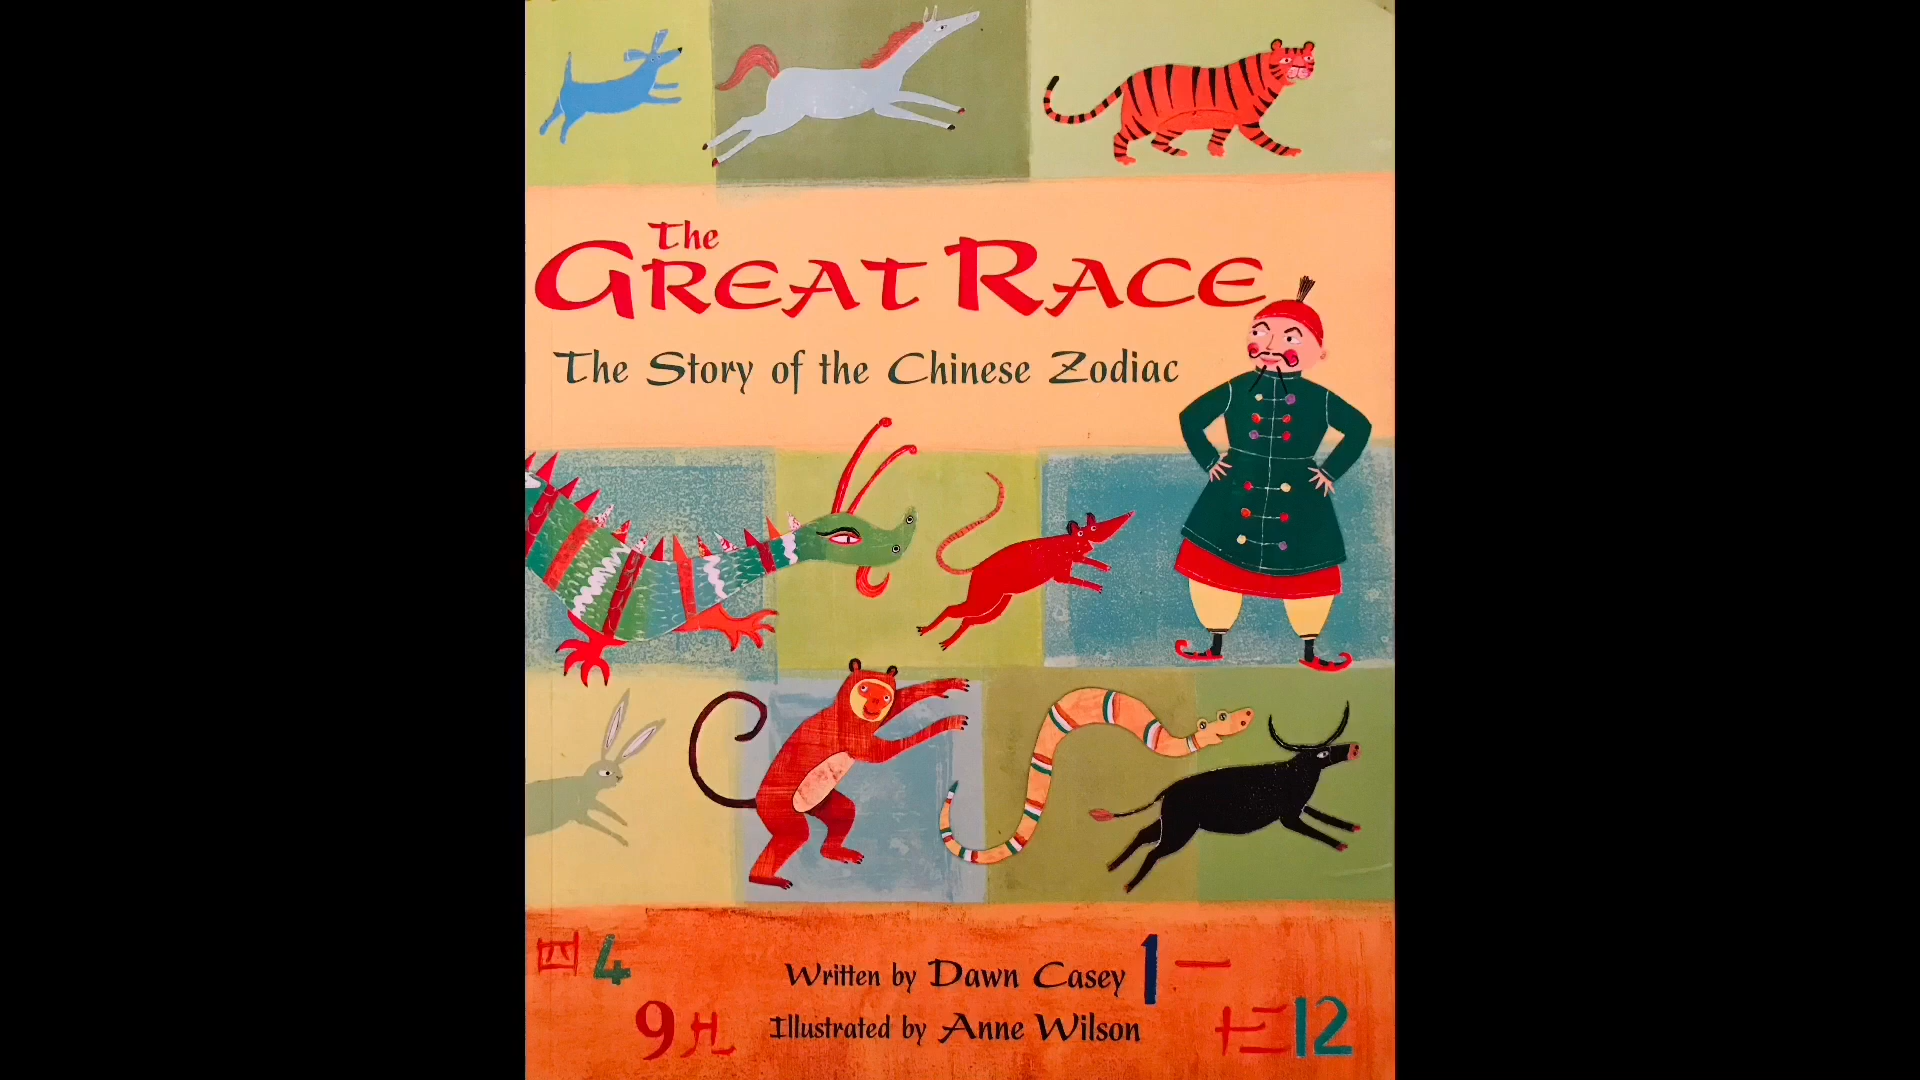 The
GREAT RACE
The Story of the Chinese Zodiac
四 4
Written by Dawn Casey
1 一
9 九
Illustrated by Anne Wilson
十二 12